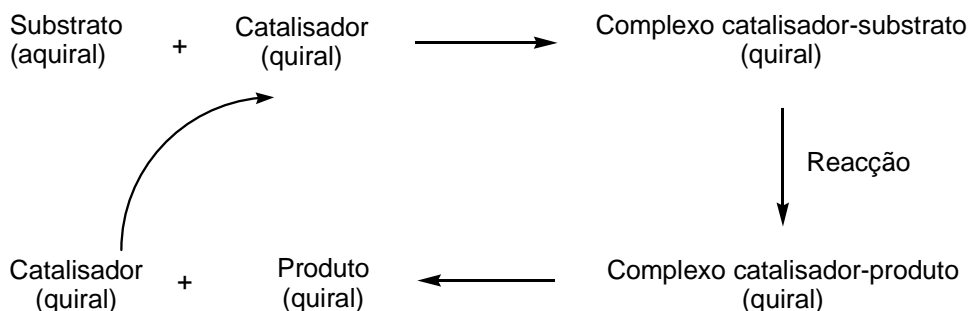 Substrato + Catalisador Complexo catalisador-substrato
(aquiral) (quiral) (quiral)
Reacção
Catalisador + Produto Complexo catalisador-produto
(quiral) (quiral) (quiral)